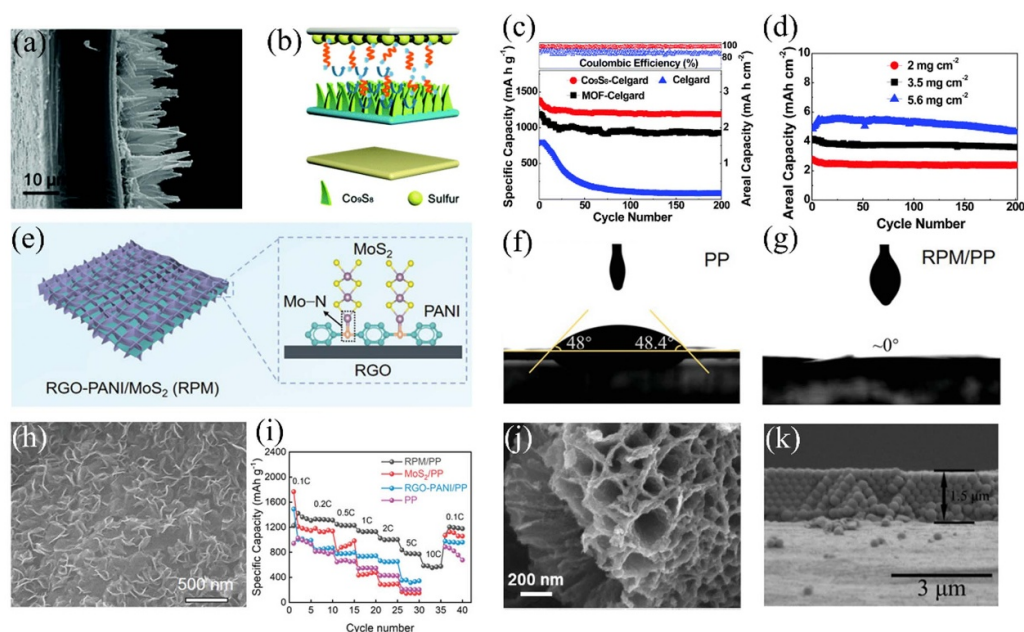 (a)
10 μm
(b)
Co₉S₈
Sulfur
(c)
Specific Capacity (mA h g⁻¹)
1500
1000
500
0
50
100
150
200
Cycle Number
Areal Capacity (mA h cm⁻²)
3
2
1
100
80
Coulombic Efficiency (%)
Co₉S₈-Celgard
Celgard
MOF-Celgard
(d)
Areal Capacity (mAh cm⁻²)
10
8
6
4
2
0
0
50
100
150
200
Cycle Number
2 mg cm⁻²
3.5 mg cm⁻²
5.6 mg cm⁻²
(e)
RGO-PANI/MoS₂ (RPM)
MoS₂
Mo–N
PANI
RGO
(f)
PP
48°
48.4°
(g)
RPM/PP
~0°
(h)
500 nm
(i)
Specific Capacity (mAh g⁻¹)
2400
2000
1600
1200
800
400
0
0
5
10
15
20
25
30
35
40
Cycle number
RPM/PP
MoS₂/PP
RGO-PANI/PP
PP
0.1C
0.2C
0.5C
1C
2C
5C
10C
0.1C
(j)
200 nm
(k)
1.5 μm
3 μm